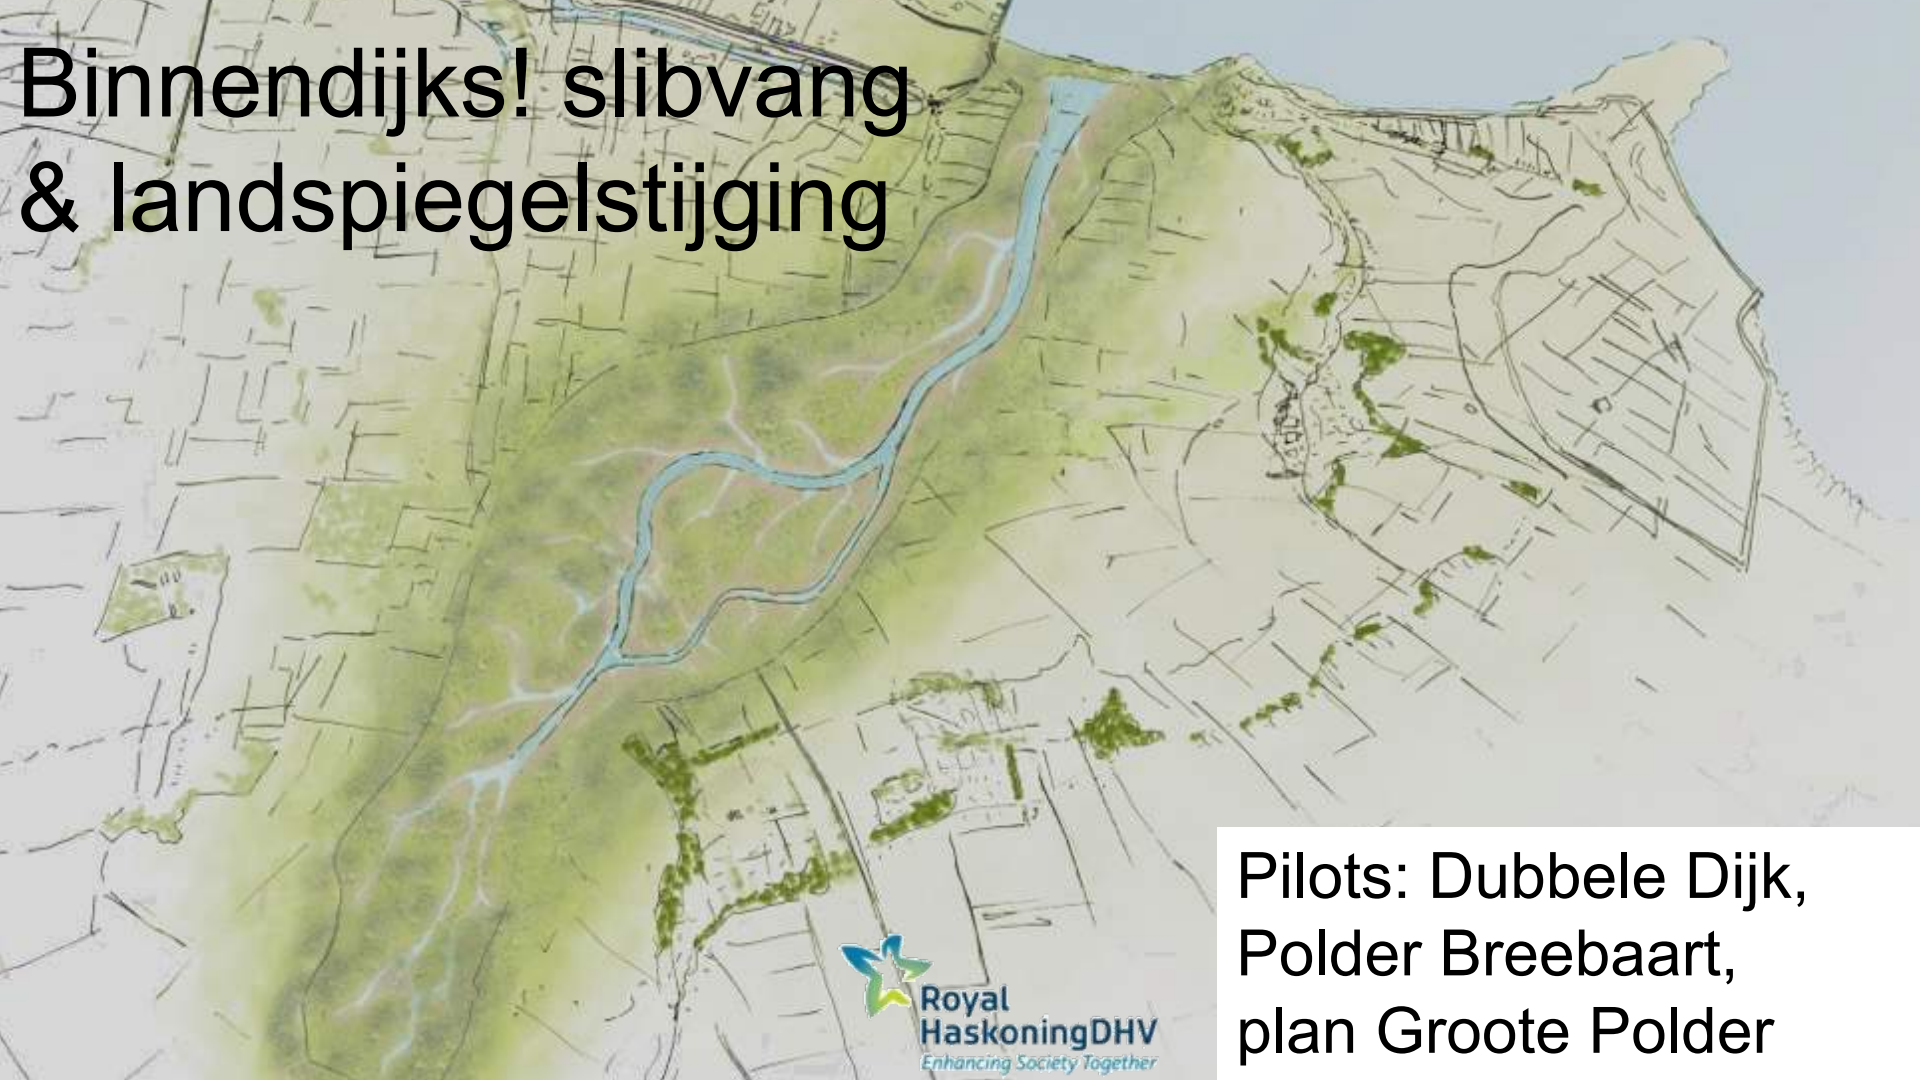 Binnendijks! slibvang
& landspiegelstijging
Pilots: Dubbele Dijk,
Polder Breebaart,
plan Groote Polder
Royal
HaskoningDHV
Enhancing Society Together